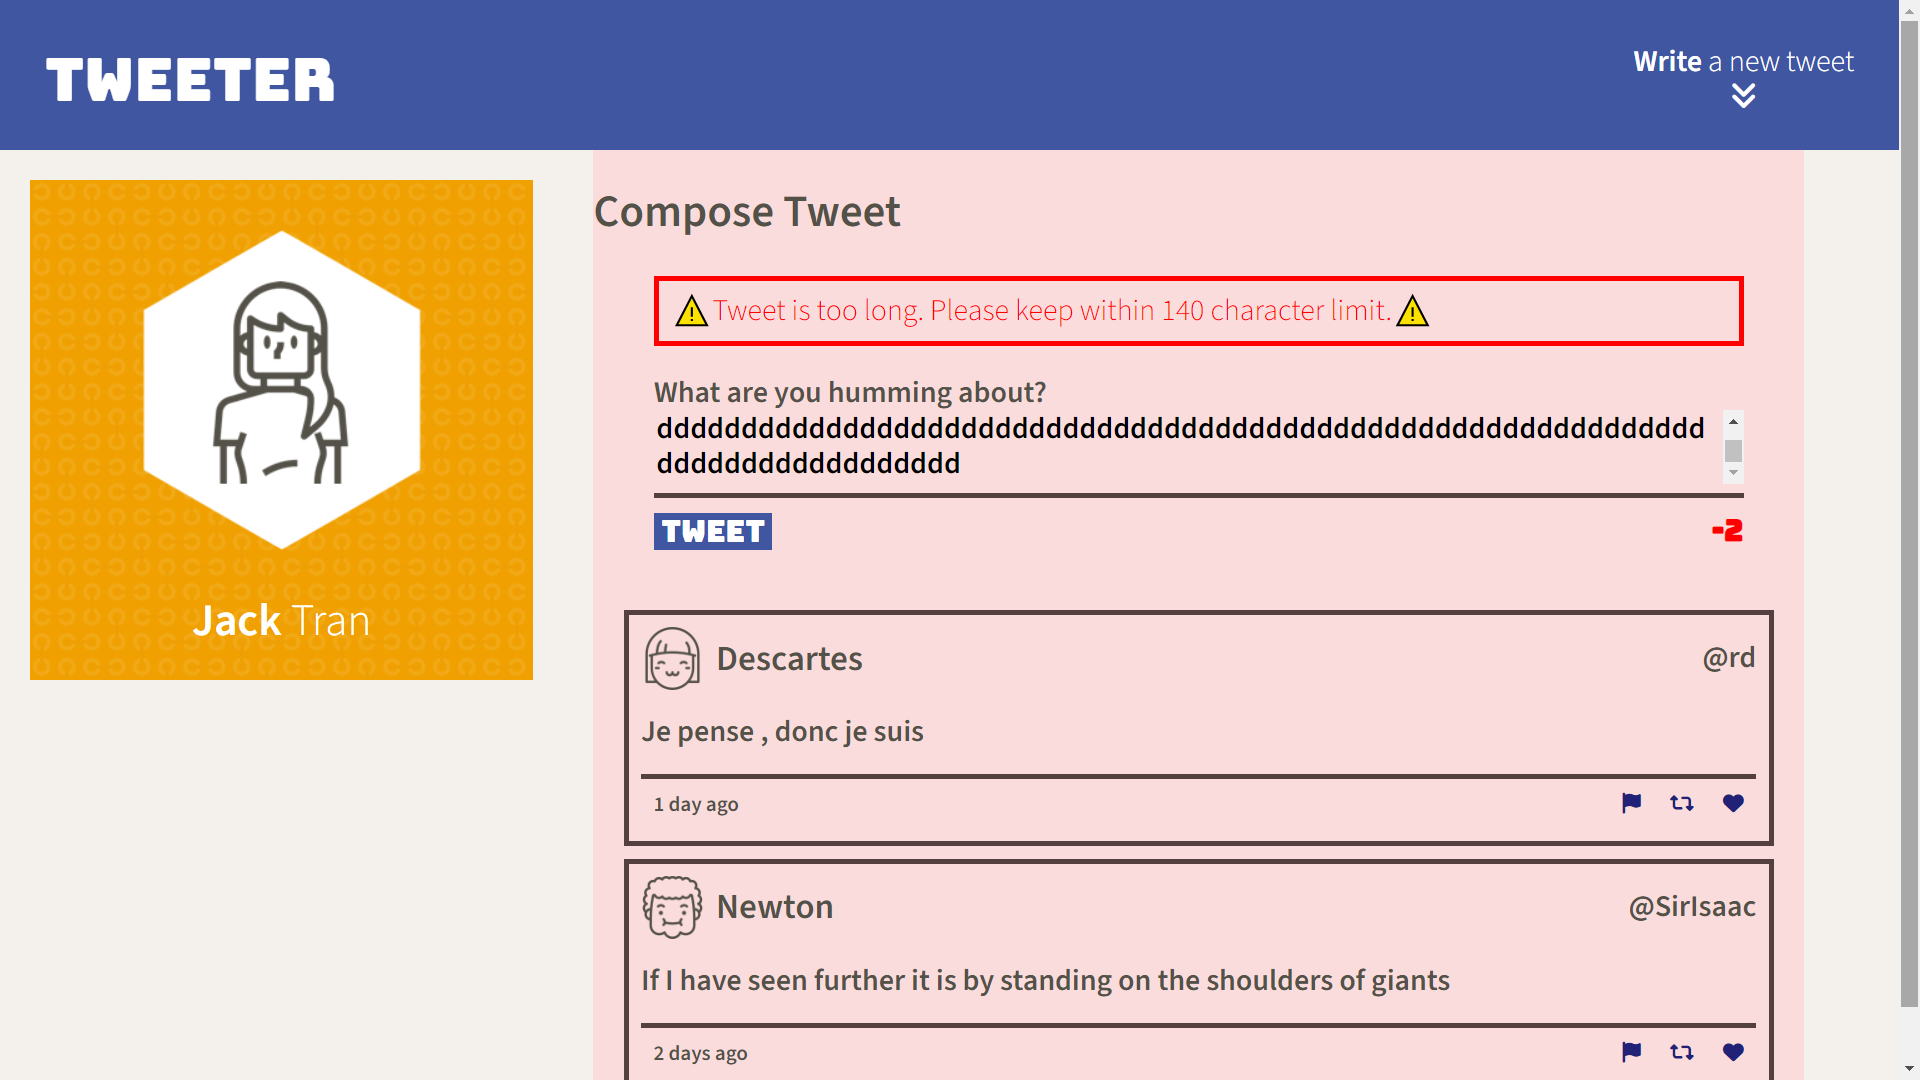 TWEETER
Write a new tweet
Jack Tran
Compose Tweet
⚠ Tweet is too long. Please keep within 140 character limit. ⚠
What are you humming about?
dddddddddddddddddddddddddddddddddddddddddddddddddddddddddddddd
dddddddddddddddddd
TWEET
-2
Descartes
@rd
Je pense , donc je suis
1 day ago
Newton
@SirIsaac
If I have seen further it is by standing on the shoulders of giants
2 days ago